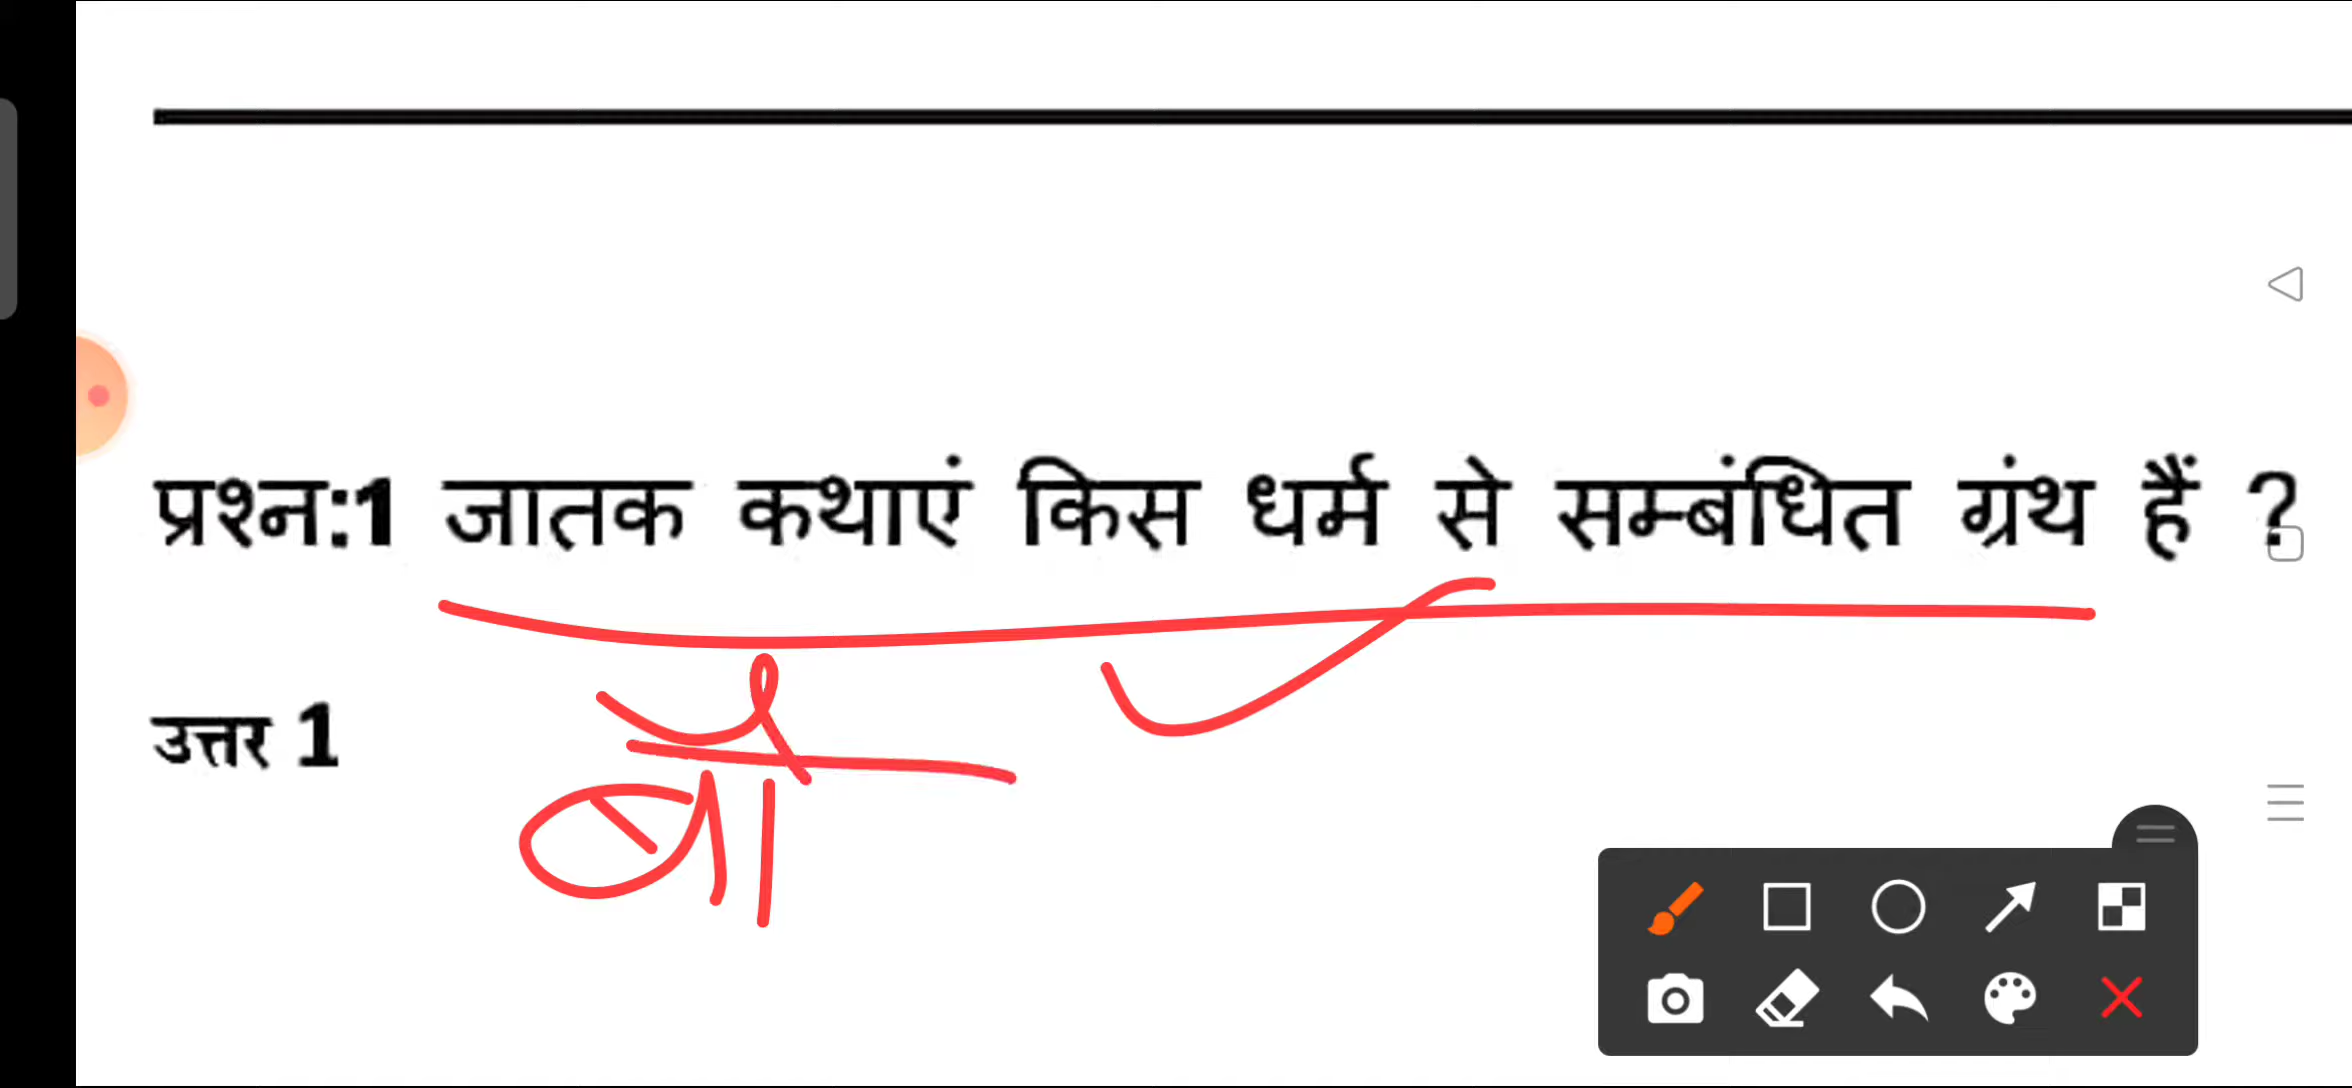 प्रश्न:1 जातक कथाएं किस धर्म से सम्बंधित ग्रंथ हैं ?
उत्तर 1 बौ